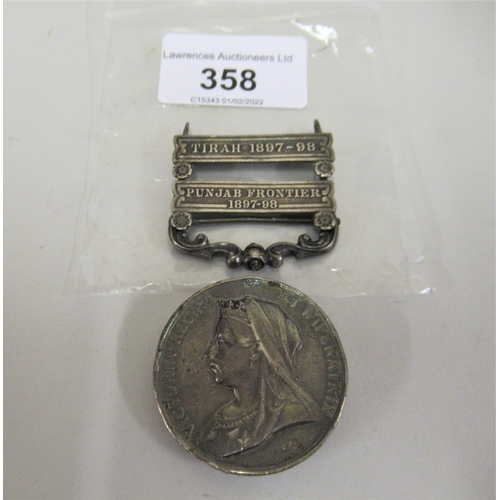 Lawrences Auctioneers Ltd
358
C15343 01/02/2022
TIRAH 1897-98
PUNJAB FRONTIER
1897-98
VICTORIA REGINA ET IMPERATRIX